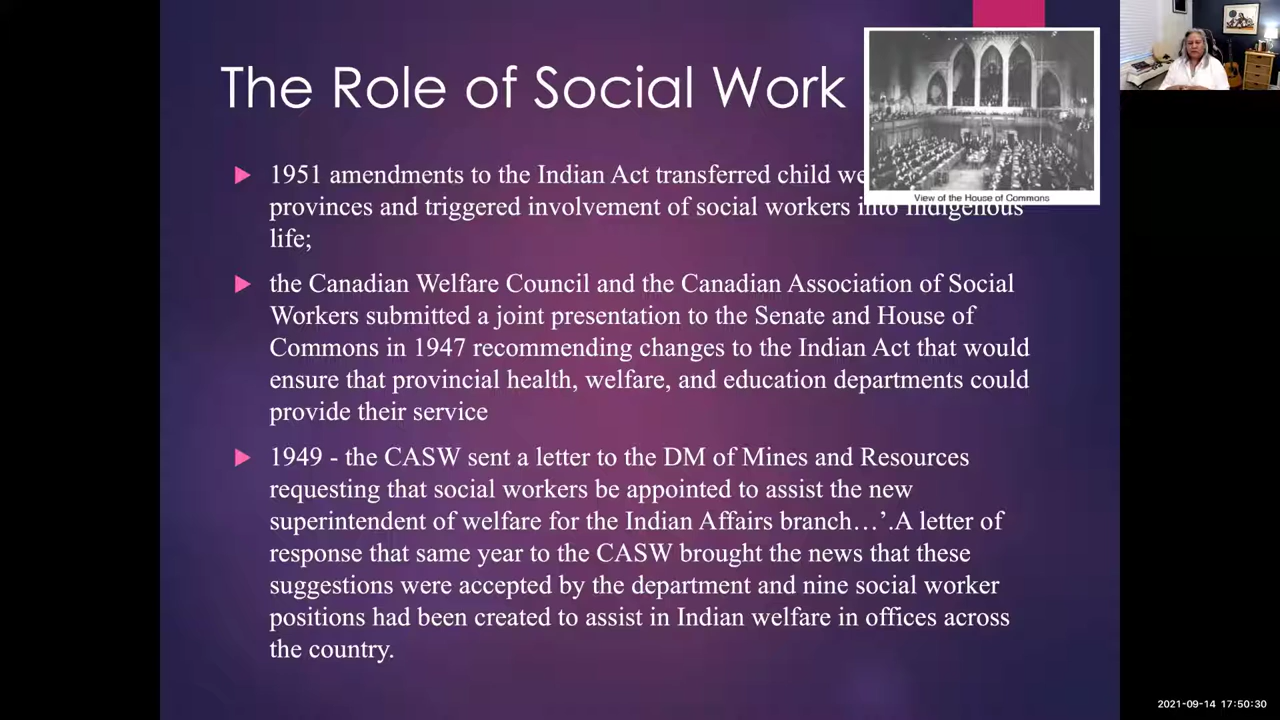 The Role of Social Work
View of the House of Commons
1951 amendments to the Indian Act transferred child
provinces and triggered involvement of social workers into Indigenous
life;
the Canadian Welfare Council and the Canadian Association of Social
Workers submitted a joint presentation to the Senate and House of
Commons in 1947 recommending changes to the Indian Act that would
ensure that provincial health, welfare, and education departments could
provide their service
1949 - the CASW sent a letter to the DM of Mines and Resources
requesting that social workers be appointed to assist the new
superintendent of welfare for the Indian Affairs branch…’.A letter of
response that same year to the CASW brought the news that these
suggestions were accepted by the department and nine social worker
positions had been created to assist in Indian welfare in offices across
the country.
2021-09-14 17:50:30